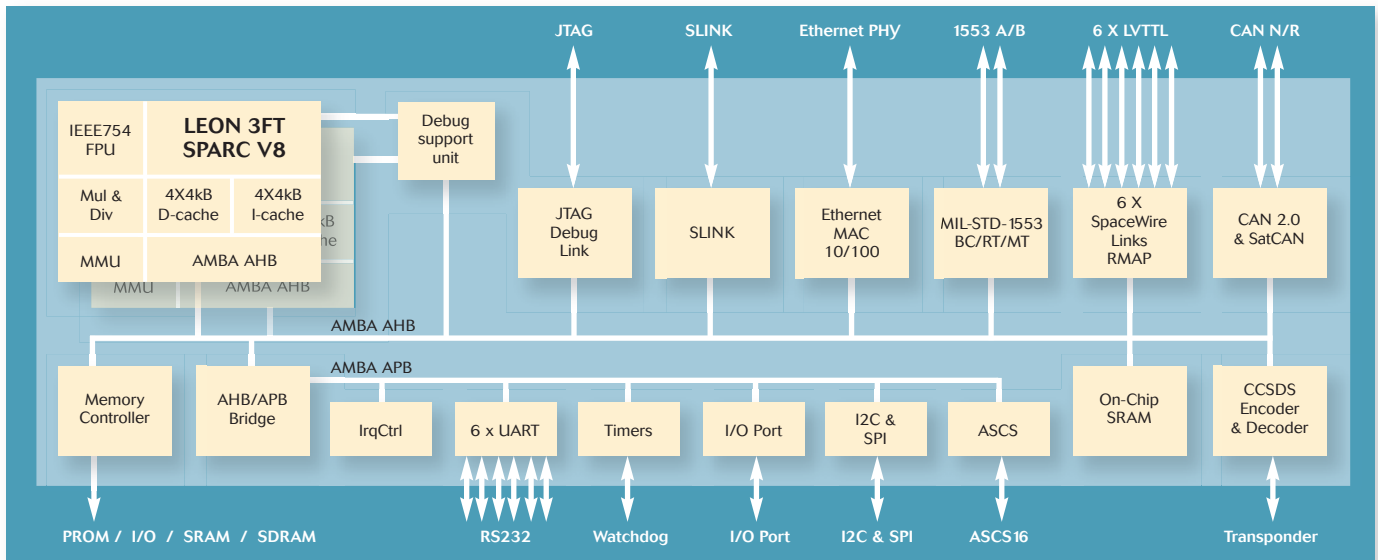 JTAG
SLINK
Ethernet PHY
1553 A/B
6 X LVTTL
CAN N/R
IEEE754
FPU
LEON 3FT
SPARC V8
Mul &
Div
4X4kB
D-cache
4X4kB
I-cache
MMU
AMBA AHB
kB
he
MMU
AMBA AHB
Debug
support
unit
JTAG
Debug
Link
SLINK
Ethernet
MAC
10/100
MIL-STD-1553
BC/RT/MT
6 X
SpaceWire
Links
RMAP
CAN 2.0
& SatCAN
AMBA AHB
AMBA APB
Memory
Controller
AHB/APB
Bridge
IrqCtrl
6 x UART
Timers
I/O Port
I2C &
SPI
ASCS
On-Chip
SRAM
CCSDS
Encoder
& Decoder
PROM / I/O / SRAM / SDRAM
RS232
Watchdog
I/O Port
I2C & SPI
ASCS16
Transponder